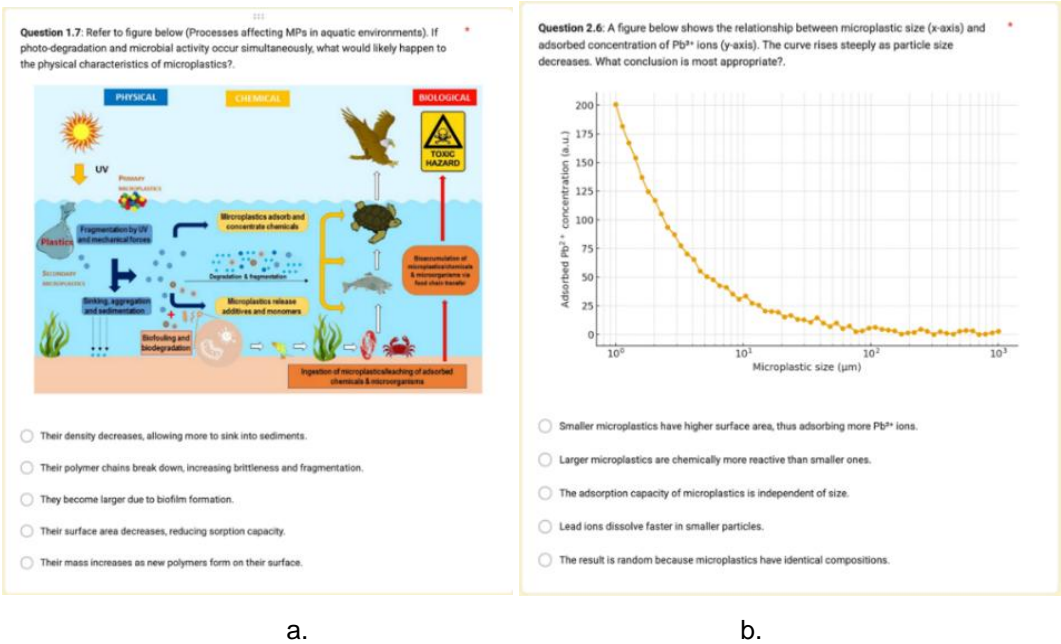 Question 1.7: Refer to figure below (Processes affecting MPs in aquatic environments). If *
photo-degradation and microbial activity occur simultaneously, what would likely happen to
the physical characteristics of microplastics?.
PHYSICAL
CHEMICAL
BIOLOGICAL
TOXIC
HAZARD
UV
PRIMARY
MICROPLASTICS
Plastics
Fragmentation by UV
and mechanical forces
Microplastics adsorb and
concentrate chemicals
SECONDARY
MICROPLASTICS
Degradation & fragmentation
Bioaccumulation of
microplastics/chemicals
& microorganisms via
food chain transfer
Sinking, aggregation
and sedimentation
+
Microplastics release
additives and monomers
Biofouling and
biodegradation
Ingestion of microplastics/leaching of adsorbed
chemicals & microorganisms
Their density decreases, allowing more to sink into sediments.
Their polymer chains break down, increasing brittleness and fragmentation.
They become larger due to biofilm formation.
Their surface area decreases, reducing sorption capacity.
Their mass increases as new polymers form on their surface.
a.
Question 2.6: A figure below shows the relationship between microplastic size (x-axis) and *
adsorbed concentration of Pb²⁺ ions (y-axis). The curve rises steeply as particle size
decreases. What conclusion is most appropriate?.
Adsorbed Pb²⁺ concentration (a.u.)
200
175
150
125
100
75
50
25
0
10⁰
10¹
10²
10³
Microplastic size (μm)
Smaller microplastics have higher surface area, thus adsorbing more Pb²⁺ ions.
Larger microplastics are chemically more reactive than smaller ones.
The adsorption capacity of microplastics is independent of size.
Lead ions dissolve faster in smaller particles.
The result is random because microplastics have identical compositions.
b.